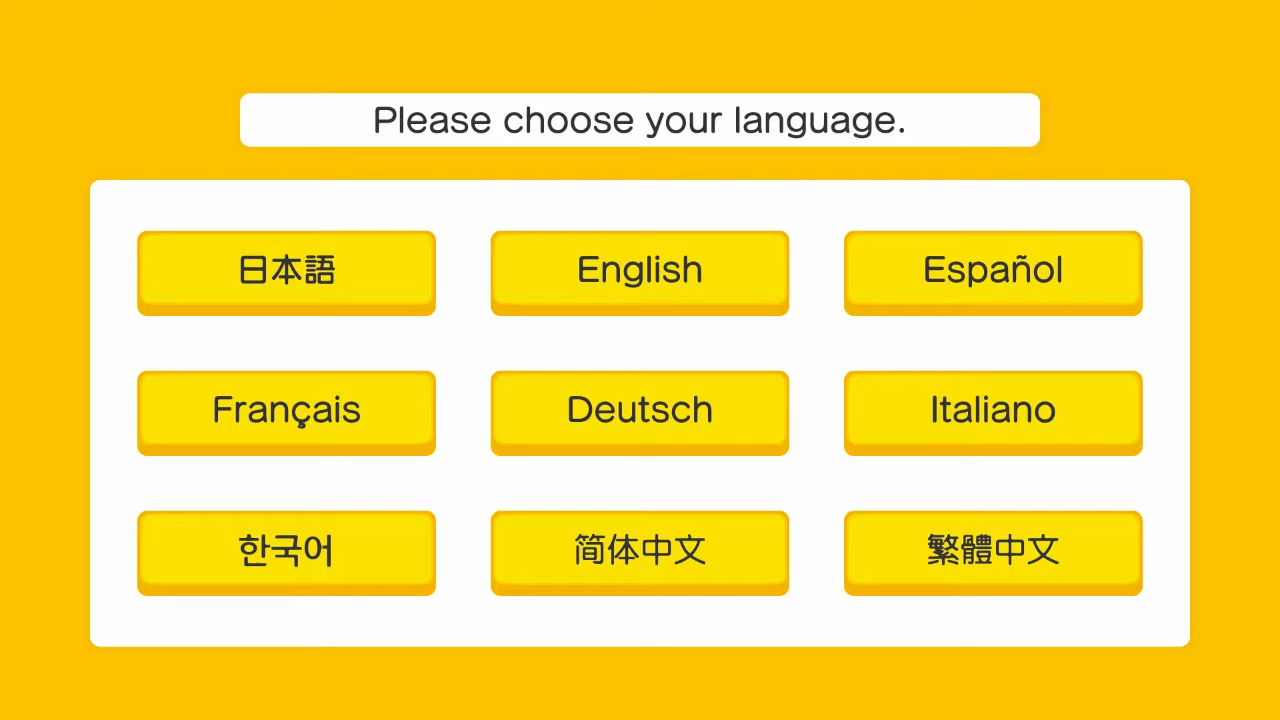 Please choose your language.
日本語
English
Español
Français
Deutsch
Italiano
한국어
简体中文
繁體中文